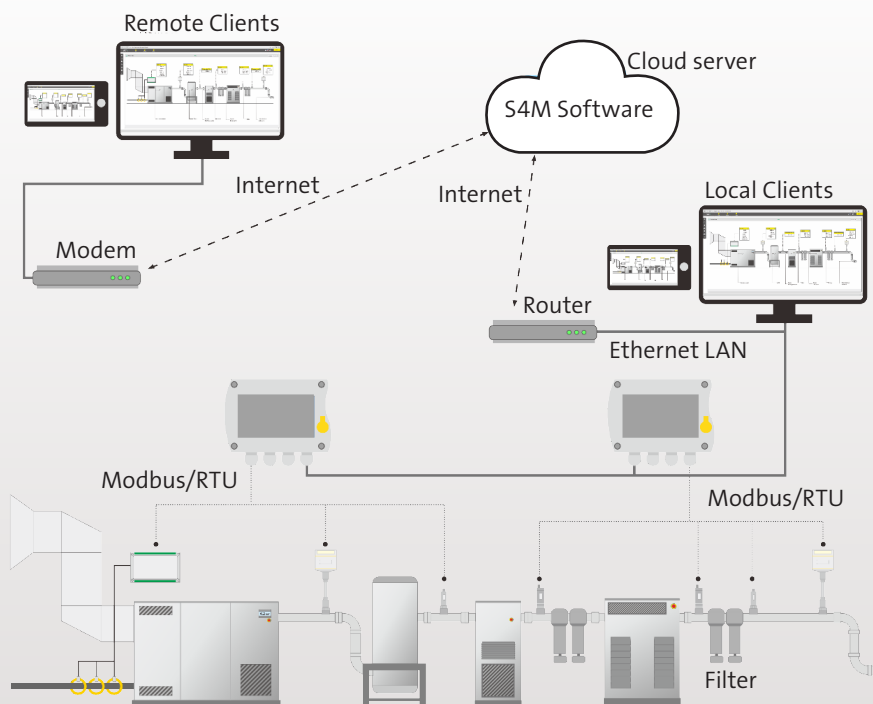 Remote Clients
Cloud server
S4M Software
Internet
Internet
Local Clients
Modem
Router
Ethernet LAN
Modbus/RTU
Modbus/RTU
Filter